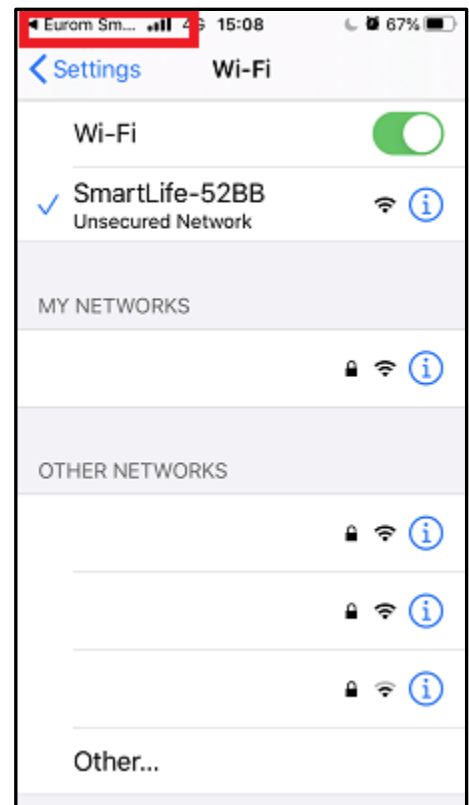 ◀ Eurom Sm... 4G 15:08 67%
Settings Wi-Fi
Wi-Fi
SmartLife-52BB
Unsecured Network
MY NETWORKS
OTHER NETWORKS
Other...